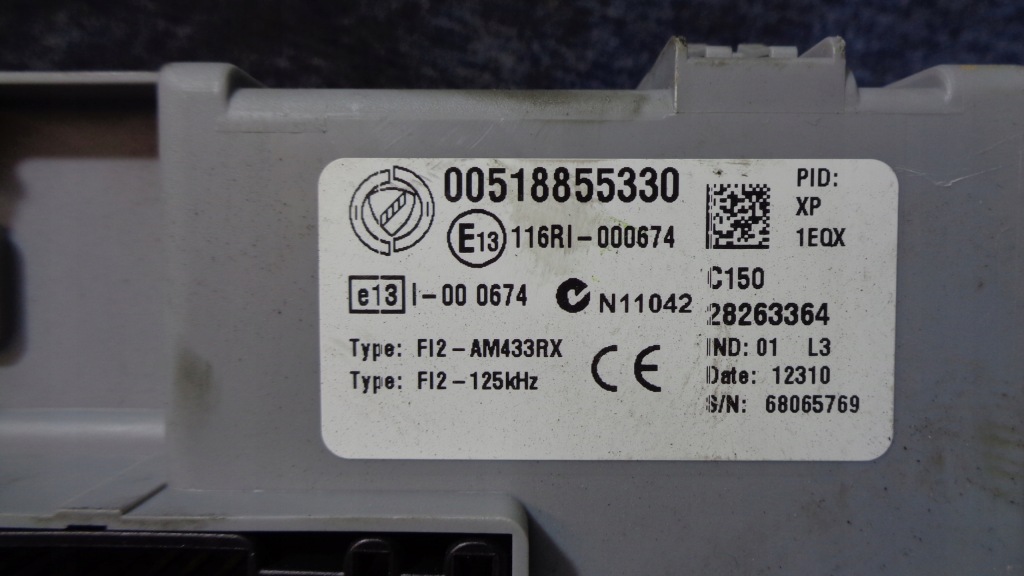 00518855330
E13 116RI-000674
e13 I-00 0674 N11042
Type: FI2-AM433RX
Type: FI2-125kHz
CE
PID:
XP
1EQX
C150
28263364
IND: 01 L3
Date: 12310
S/N: 68065769